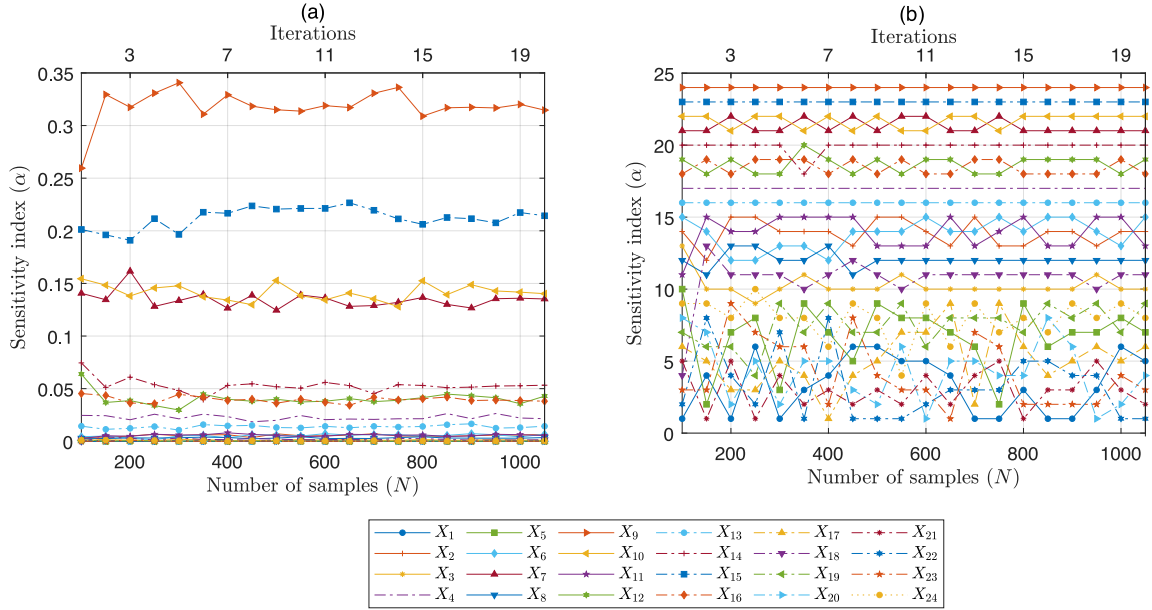 (a)
Iterations
3 7 11 15 19
0.35
0.3
0.25
0.2
0.15
0.1
0.05
0
Sensitivity index (α)
200 400 600 800 1000
Number of samples (N)
(b)
Iterations
3 7 11 15 19
25
20
15
10
5
0
Sensitivity index (α)
200 400 600 800 1000
Number of samples (N)
X1 X5 X9 X13 X17 X21
X2 X6 X10 X14 X18 X22
X3 X7 X11 X15 X19 X23
X4 X8 X12 X16 X20 X24